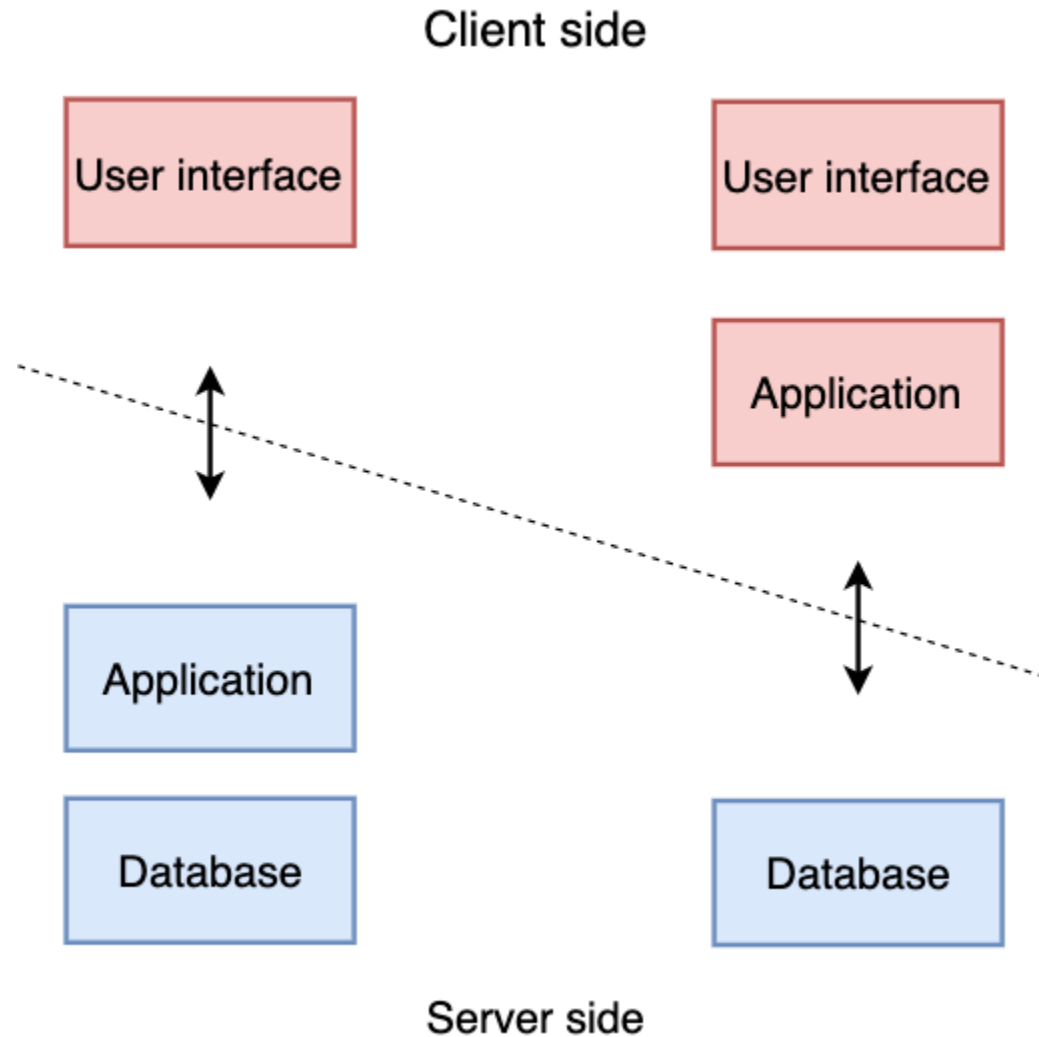 Client side
User interface
User interface
Application
Application
Database
Database
Server side